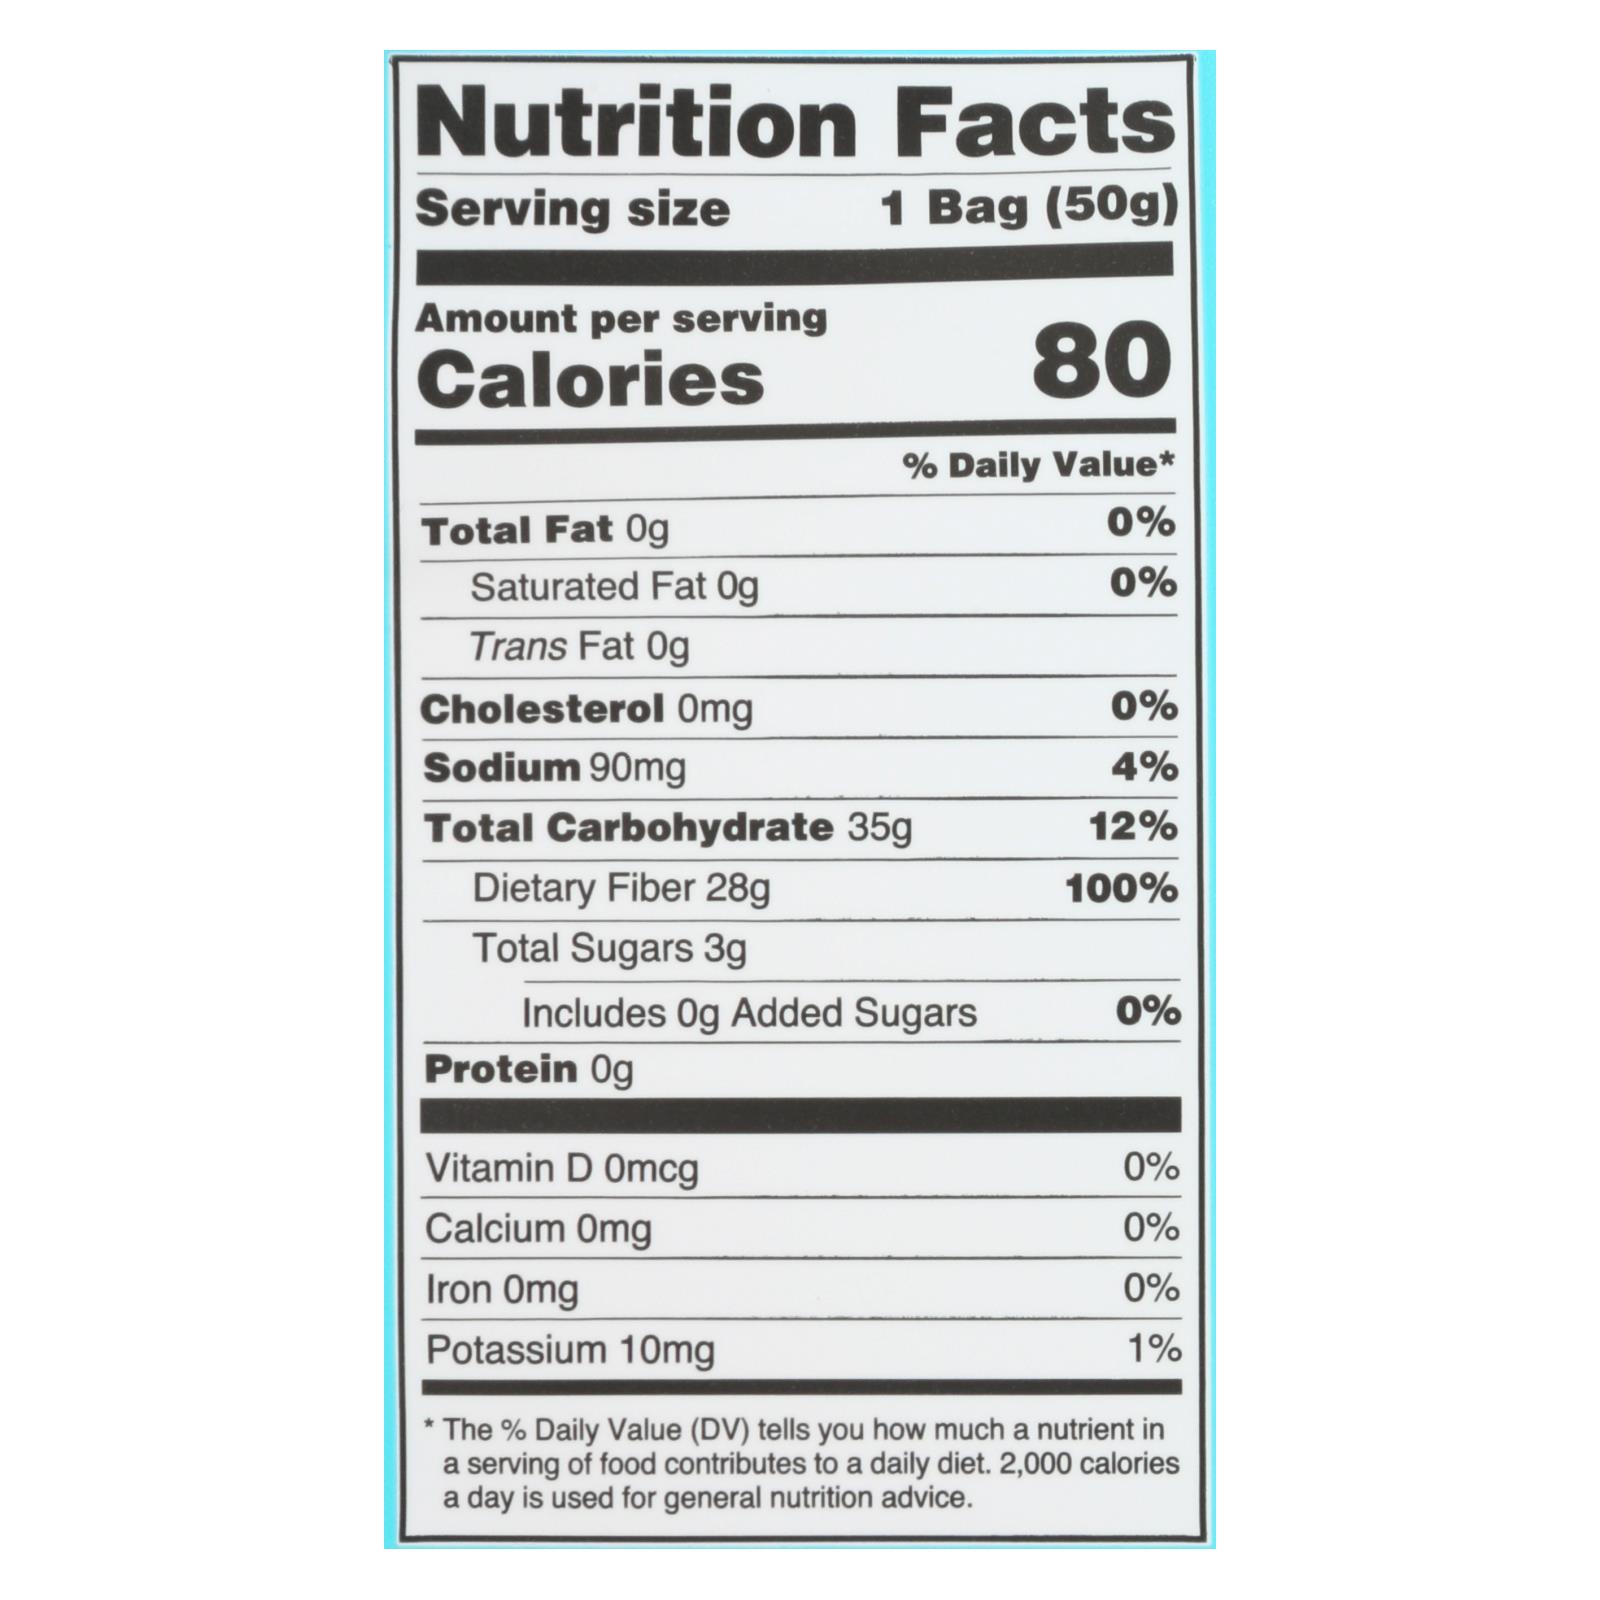 Nutrition Facts
Serving size 1 Bag (50g)
Amount per serving
Calories 80
% Daily Value*
Total Fat 0g 0%
Saturated Fat 0g 0%
Trans Fat 0g
Cholesterol 0mg 0%
Sodium 90mg 4%
Total Carbohydrate 35g 12%
Dietary Fiber 28g 100%
Total Sugars 3g
Includes 0g Added Sugars 0%
Protein 0g
Vitamin D 0mcg 0%
Calcium 0mg 0%
Iron 0mg 0%
Potassium 10mg 1%
* The % Daily Value (DV) tells you how much a nutrient in
a serving of food contributes to a daily diet. 2,000 calories
a day is used for general nutrition advice.